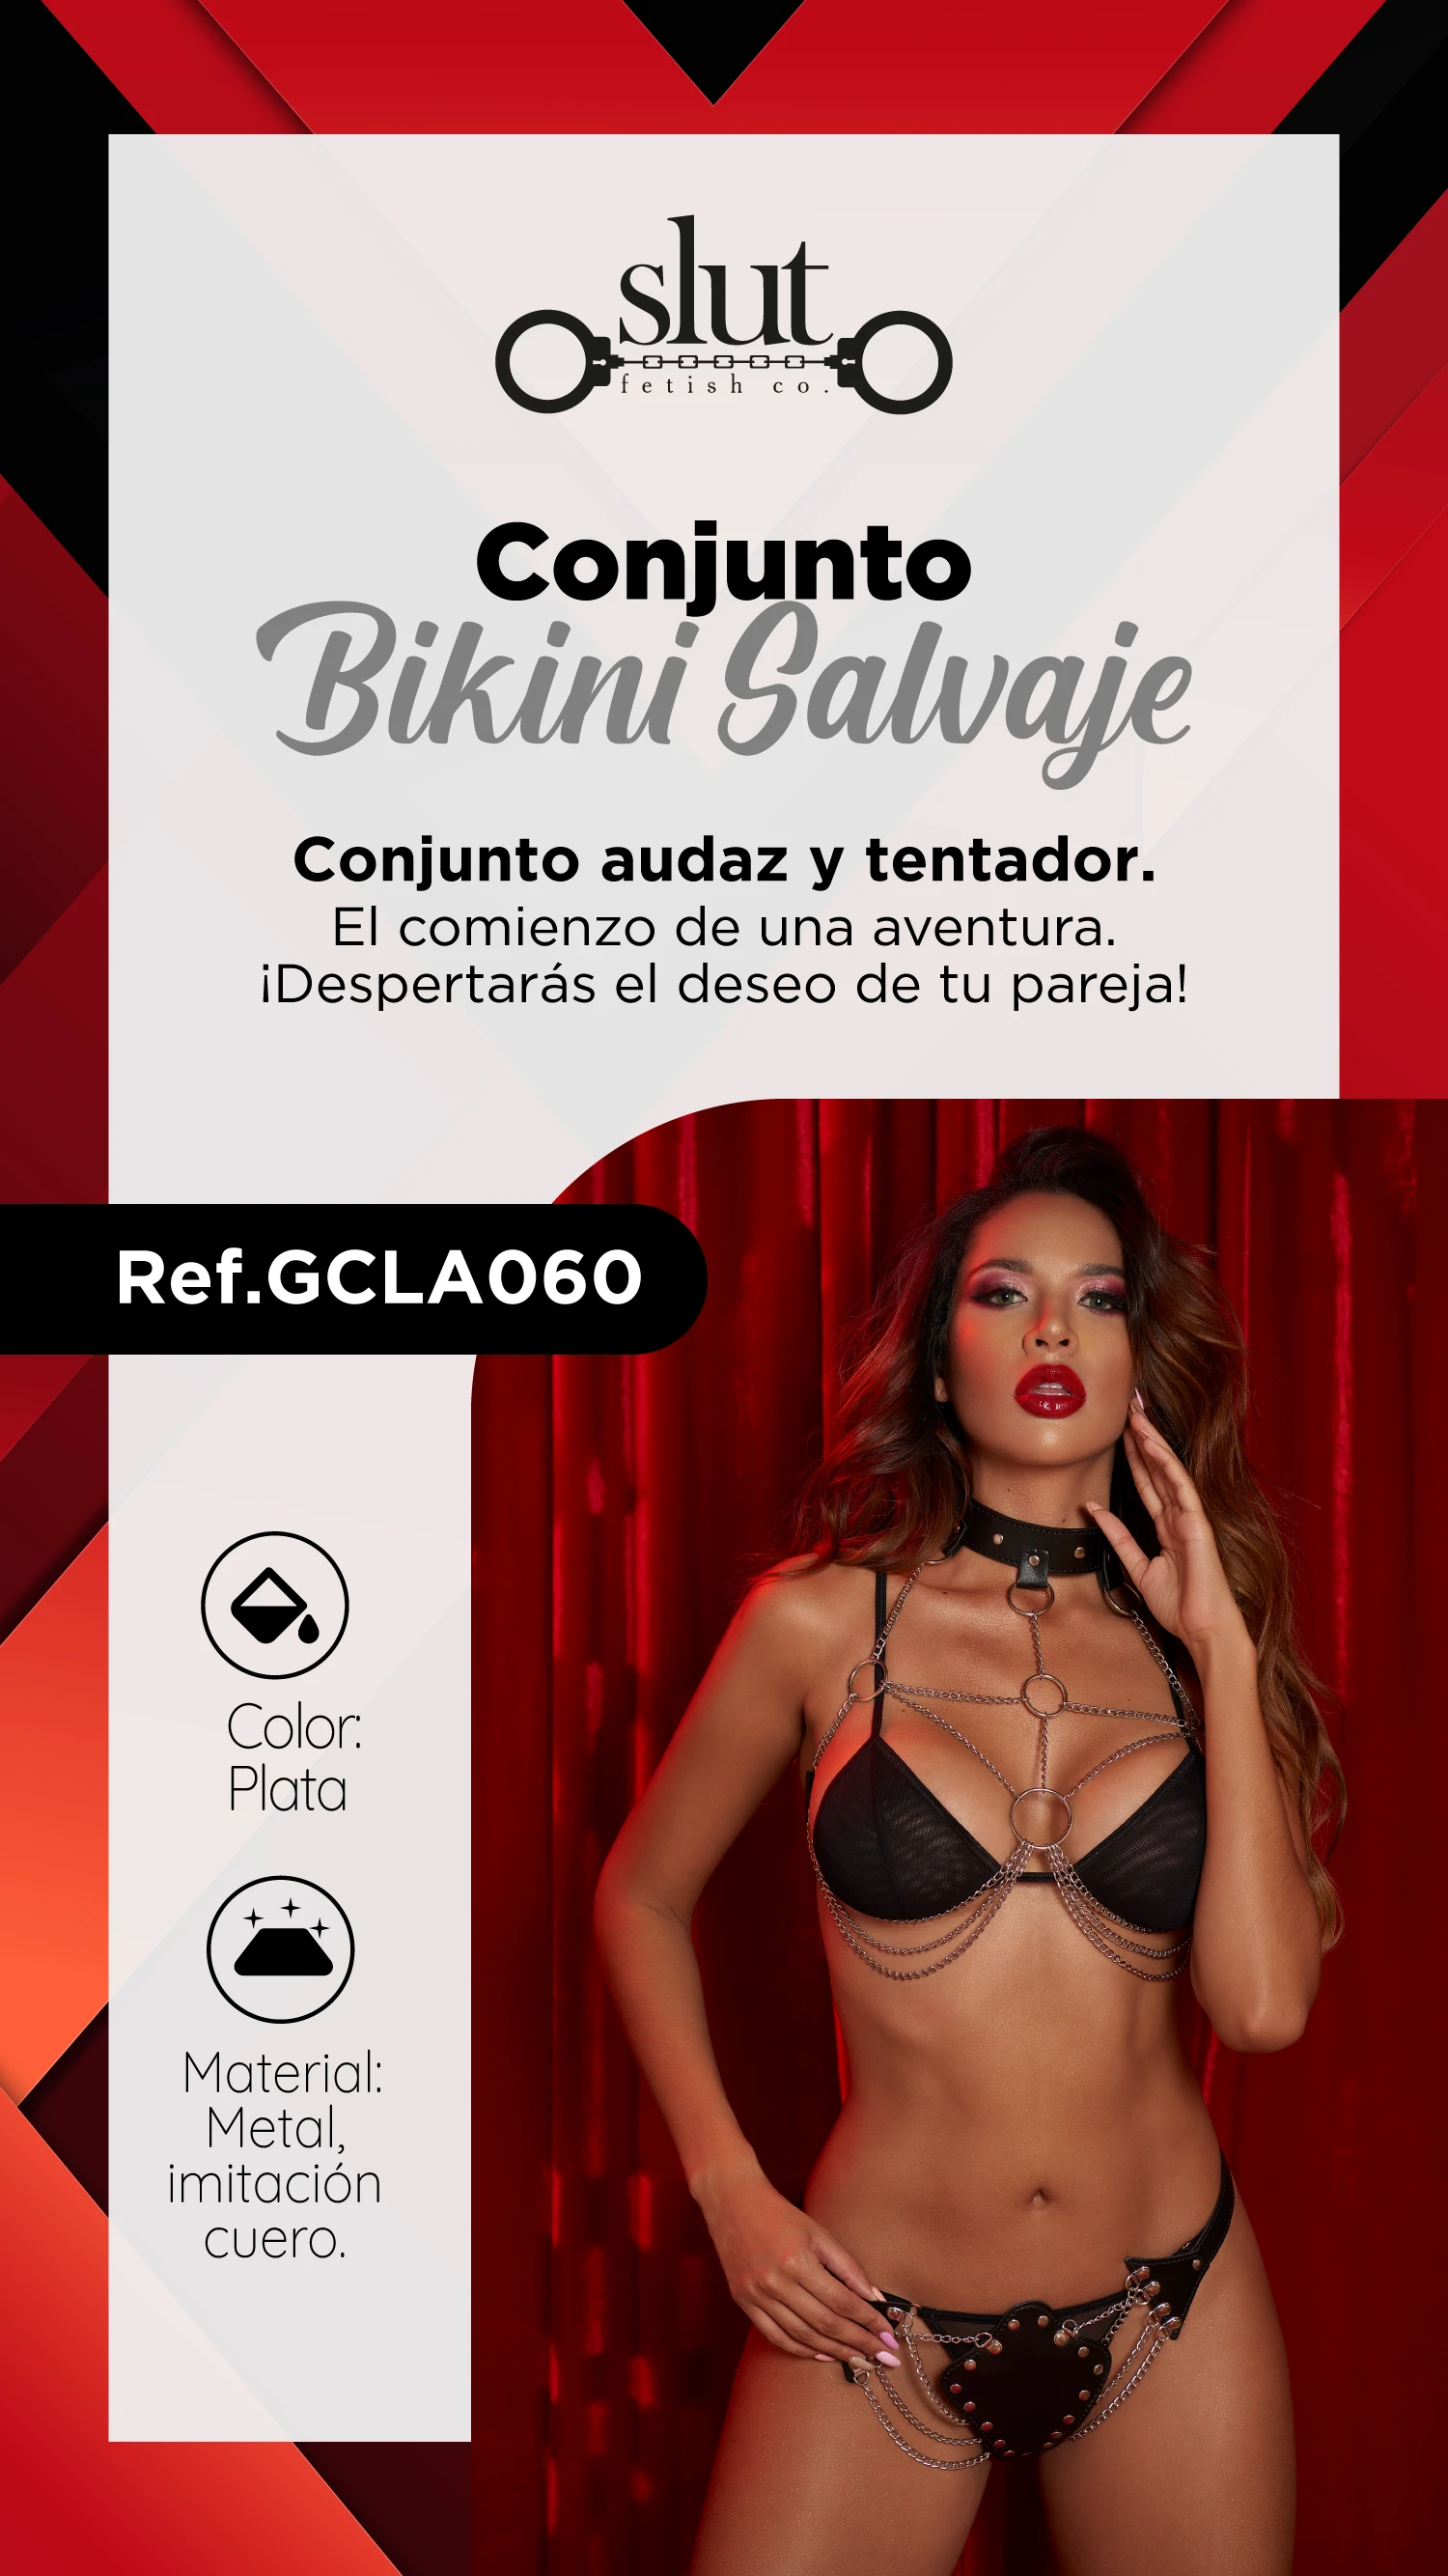 slut
fetish co.
Conjunto
Bikini Salvaje
Conjunto audaz y tentador.
El comienzo de una aventura.
¡Despertarás el deseo de tu pareja!
Ref.GCLA060
Color:
Plata
Material:
Metal,
imitación
cuero.